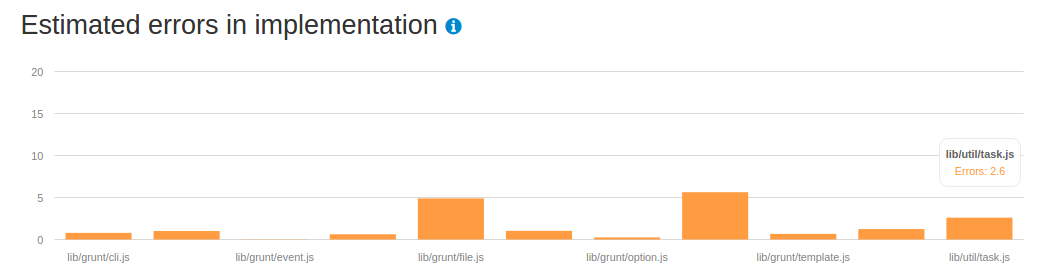 Estimated errors in implementation
20
15
10
lib/util/task.js
Errors: 2.6
5
0
lib/grunt/cli.js lib/grunt/event.js lib/grunt/file.js lib/grunt/option.js lib/grunt/template.js lib/util/task.js